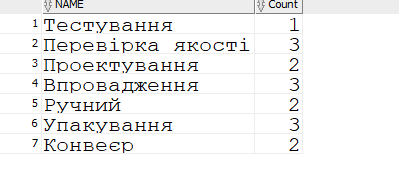 NAME Count
1 Тестування 1
2 Перевірка якості 3
3 Проектування 2
4 Впровадження 3
5 Ручний 2
6 Упакування 3
7 Конвеєр 2